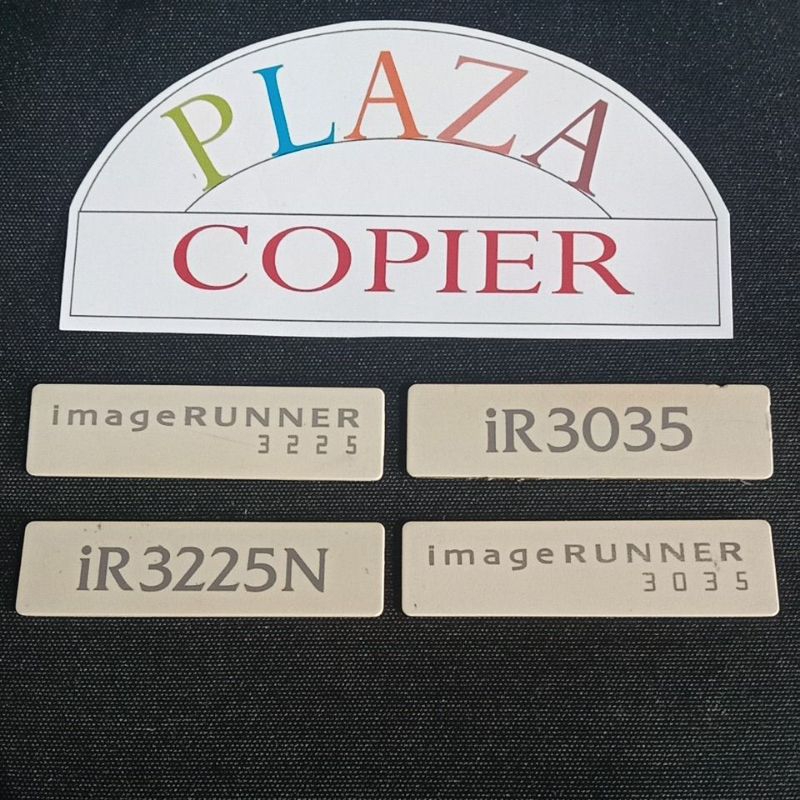 PLAZA
COPIER
imageRUNNER
3225
iR3035
iR3225N
imageRUNNER
3035